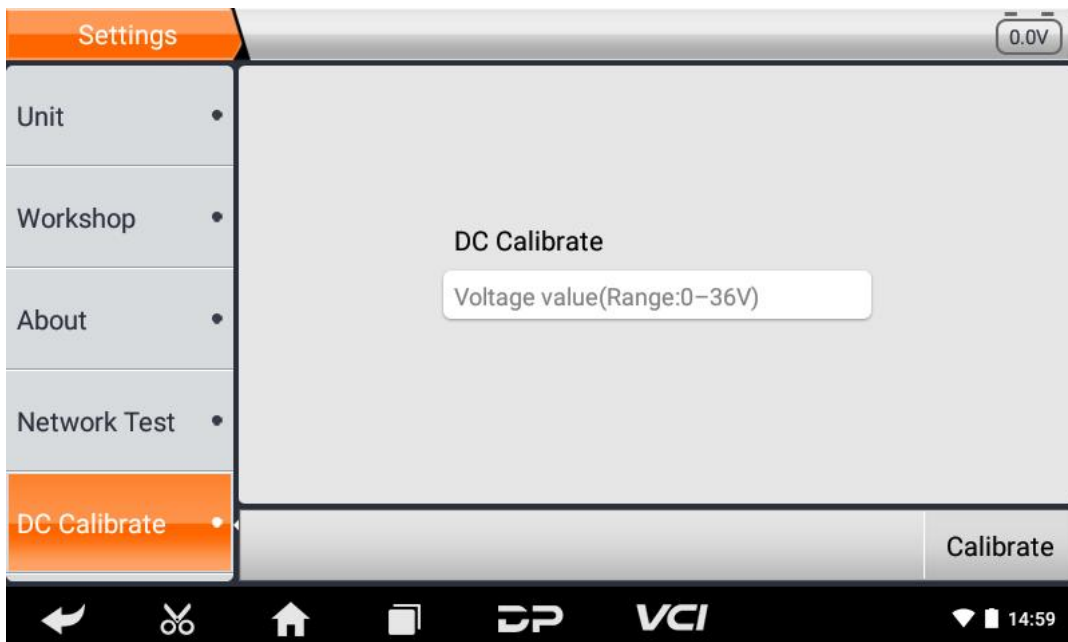 Settings
0.0V
Unit
Workshop
About
Network Test
DC Calibrate
DC Calibrate
Voltage value(Range:0–36V)
Calibrate
DP
VCI
14:59